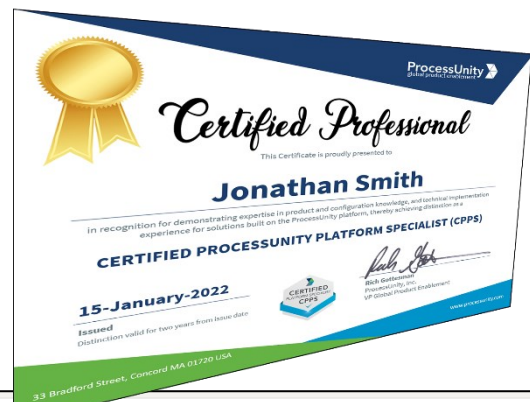 ProcessUnity
global product enablement
Certified Professional
This Certificate is proudly presented to
Jonathan Smith
in recognition for demonstrating expertise in product and configuration knowledge, and technical implementation
experience for solutions built on the ProcessUnity platform, thereby achieving distinction as a
CERTIFIED PROCESSUNITY PLATFORM SPECIALIST (CPPS)
15-January-2022
Issued
Distinction valid for two years from issue date
CERTIFIED
PLATFORM SPECIALIST
CPPS
Rich Gottesman
ProcessUnity, Inc.
VP Global Product Enablement
www.processunity.com
33 Bradford Street, Concord MA 01720 USA